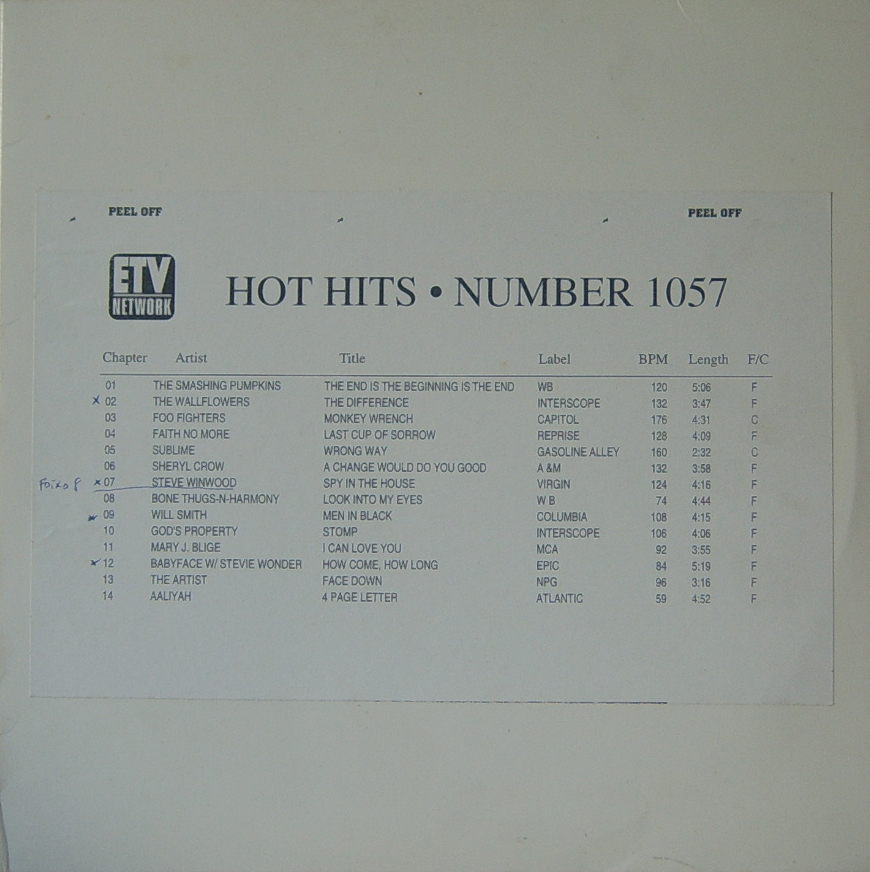 PEEL OFF PEEL OFF
ETV
NETWORK
HOT HITS • NUMBER 1057
Chapter Artist Title Label BPM Length F/C
01 THE SMASHING PUMPKINS THE END IS THE BEGINNING IS THE END WB 120 5:06 F
x 02 THE WALLFLOWERS THE DIFFERENCE INTERSCOPE 132 3:47 F
03 FOO FIGHTERS MONKEY WRENCH CAPITOL 176 4:31 C
04 FAITH NO MORE LAST CUP OF SORROW REPRISE 128 4:09 F
05 SUBLIME WRONG WAY GASOLINE ALLEY 160 2:32 C
06 SHERYL CROW A CHANGE WOULD DO YOU GOOD A &M 132 3:58 F
x 07 STEVE WINWOOD SPY IN THE HOUSE VIRGIN 124 4:16 F
08 BONE THUGS-N-HARMONY LOOK INTO MY EYES W B 74 4:44 F
09 WILL SMITH MEN IN BLACK COLUMBIA 108 4:15 F
10 GOD'S PROPERTY STOMP INTERSCOPE 106 4:06 F
11 MARY J. BLIGE I CAN LOVE YOU MCA 92 3:55 F
x 12 BABYFACE W/ STEVIE WONDER HOW COME, HOW LONG EPIC 84 5:19 F
13 THE ARTIST FACE DOWN NPG 96 3:16 F
14 AALIYAH 4 PAGE LETTER ATLANTIC 59 4:52 F